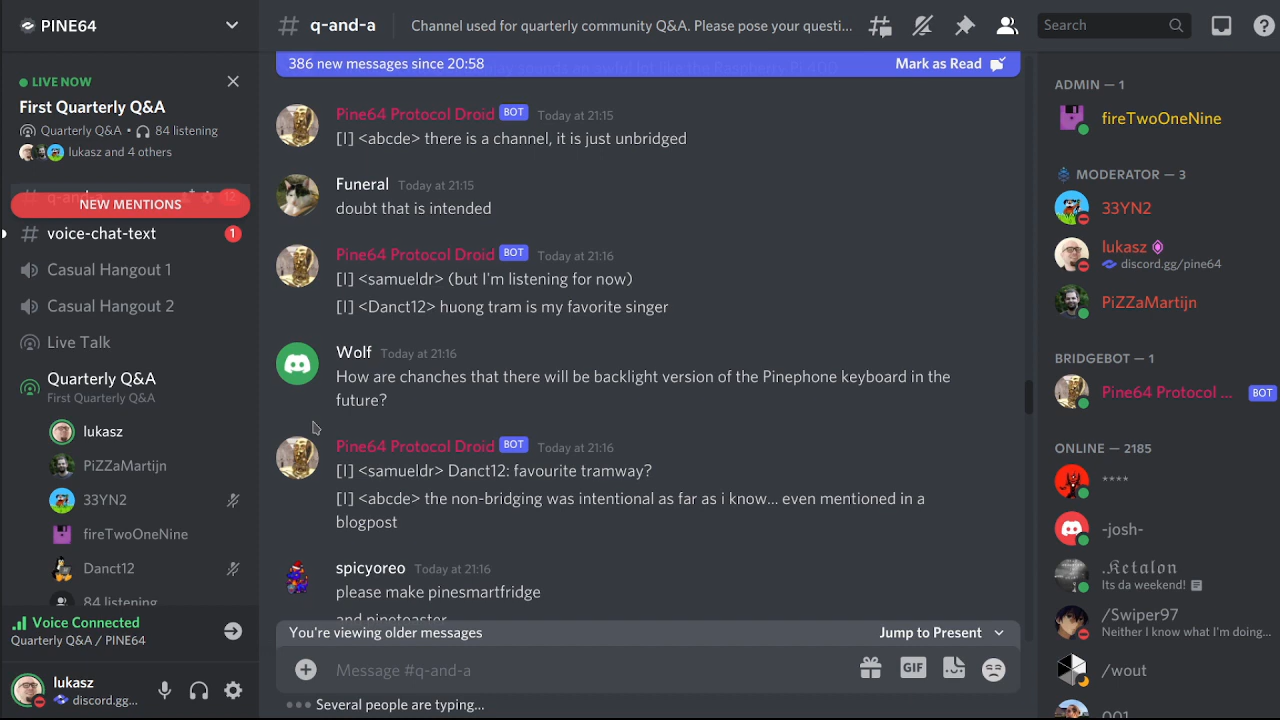 PINE64
LIVE NOW
First Quarterly Q&A
Quarterly Q&A • 84 listening
lukasz and 4 others
q-and-a
12
NEW MENTIONS
voice-chat-text
1
Casual Hangout 1
Casual Hangout 2
Live Talk
Quarterly Q&A
First Quarterly Q&A
lukasz
PiZZaMartijn
33YN2
fireTwoOneNine
Danct12
84 listening
Voice Connected
Quarterly Q&A / PINE64
lukasz
discord.gg...
# q-and-a
Channel used for quarterly community Q&A. Please pose your questi...
Search
386 new messages since 20:58
Mark as Read
Pine64 Protocol Droid BOT Today at 21:15
[I] <abcde> there is a channel, it is just unbridged
Funeral Today at 21:15
doubt that is intended
Pine64 Protocol Droid BOT Today at 21:16
[I] <samueldr> (but I'm listening for now)
[I] <Danct12> huong tram is my favorite singer
Wolf Today at 21:16
How are chanches that there will be backlight version of the Pinephone keyboard in the
future?
Pine64 Protocol Droid BOT Today at 21:16
[I] <samueldr> Danct12: favourite tramway?
[I] <abcde> the non-bridging was intentional as far as i know... even mentioned in a
blogpost
spicyoreo Today at 21:16
please make pinesmartfridge
and pinetoaster
You're viewing older messages
Jump to Present
Message #q-and-a
GIF
Several people are typing...
ADMIN — 1
fireTwoOneNine
MODERATOR — 3
33YN2
lukasz
discord.gg/pine64
PiZZaMartijn
BRIDGEBOT — 1
Pine64 Protocol ... BOT
ONLINE — 2185
****
-josh-
.𝕶𝖊𝖙𝖆𝖑𝖔𝖓
Its da weekend!
/Swiper97
Neither I know what I'm doing...
/wout
001